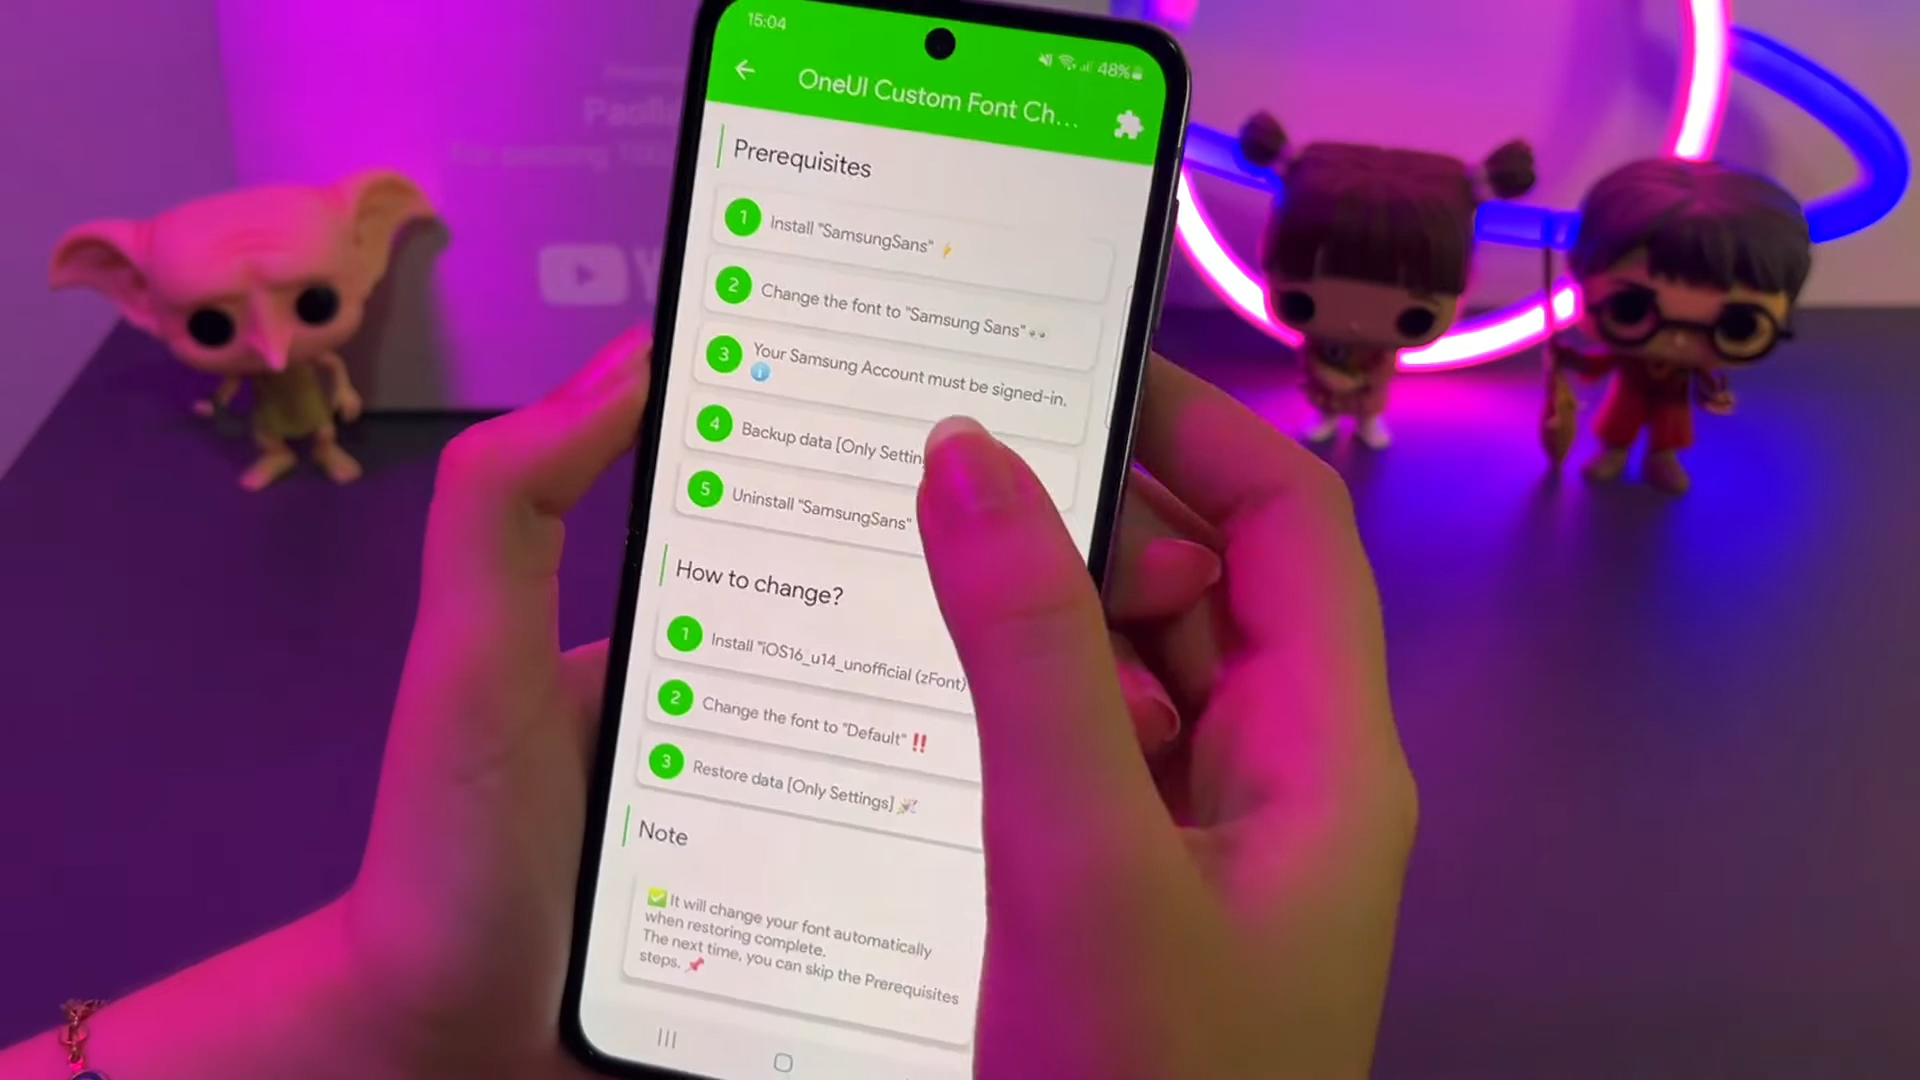 15:04
48%
OneUI Custom Font Ch...
Prerequisites
1 Install "SamsungSans" ⚡
2 Change the font to "Samsung Sans" 👀
3 Your Samsung Account must be signed-in.
ℹ️
4 Backup data [Only Settin
5 Uninstall "SamsungSans"
How to change?
1 Install "iOS16_u14_unofficial (zFont)
2 Change the font to "Default" ‼️
3 Restore data [Only Settings] 🎉
Note
✅ It will change your font automatically
when restoring complete.
The next time, you can skip the Prerequisites
steps. 📌